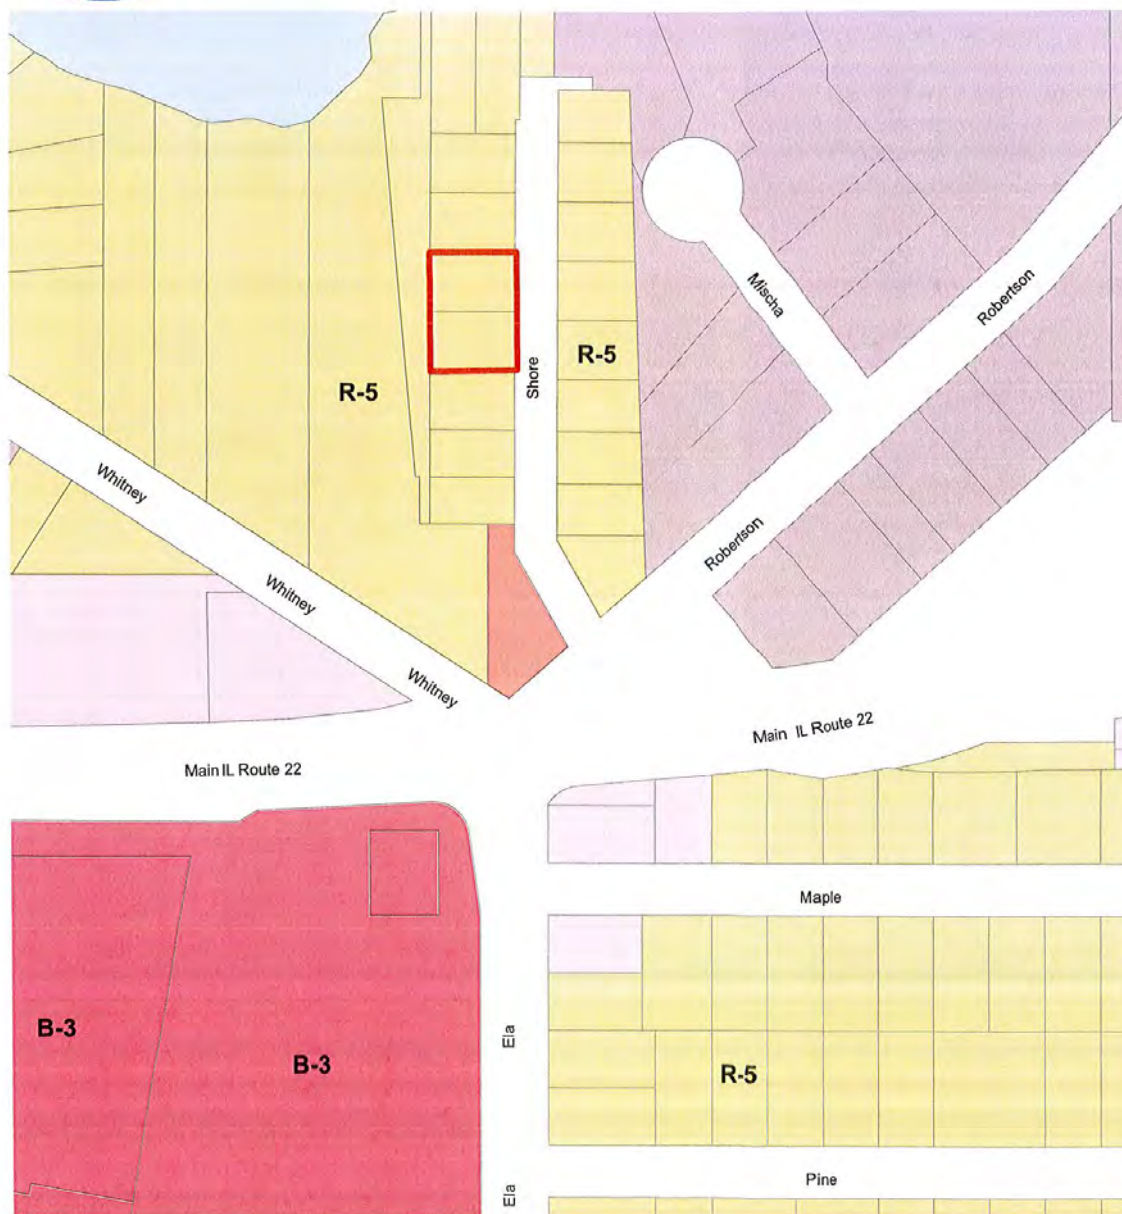 Mischa
Robertson
R-5
Shore
R-5
Whitney
Robertson
Whitney
Whitney
Main IL Route 22
Main IL Route 22
Maple
B-3
B-3
Ela
R-5
Pine
Ela